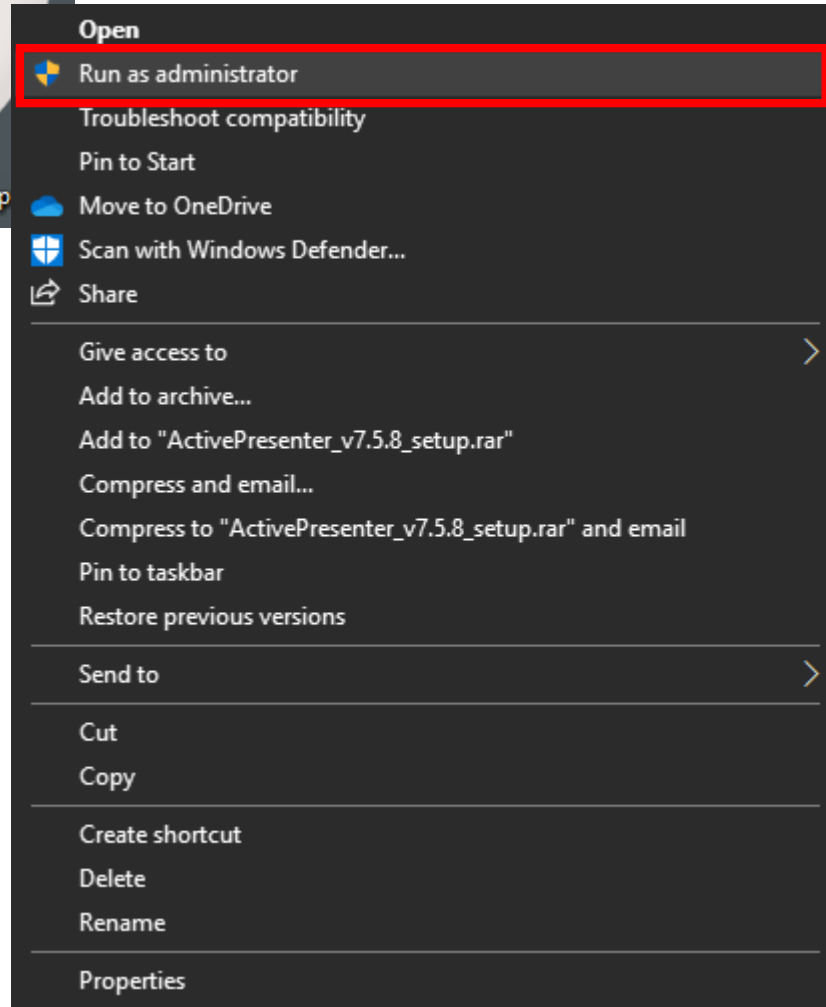 Open
Run as administrator
Troubleshoot compatibility
Pin to Start
p
Move to OneDrive
Scan with Windows Defender...
Share
Give access to
Add to archive...
Add to "ActivePresenter_v7.5.8_setup.rar"
Compress and email...
Compress to "ActivePresenter_v7.5.8_setup.rar" and email
Pin to taskbar
Restore previous versions
Send to
Cut
Copy
Create shortcut
Delete
Rename
Properties